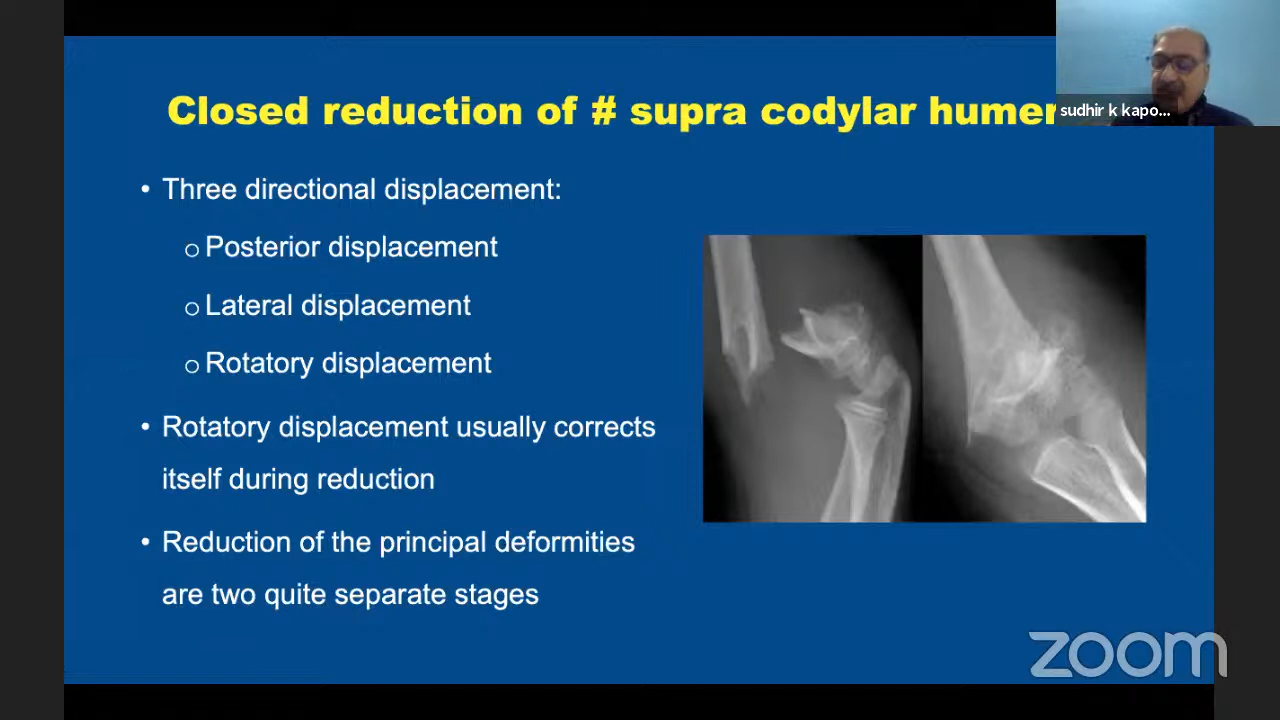 sudhir k kapo...
Closed reduction of # supra codylar humer
• Three directional displacement:
o Posterior displacement
o Lateral displacement
o Rotatory displacement
• Rotatory displacement usually corrects
itself during reduction
• Reduction of the principal deformities
are two quite separate stages
zoom